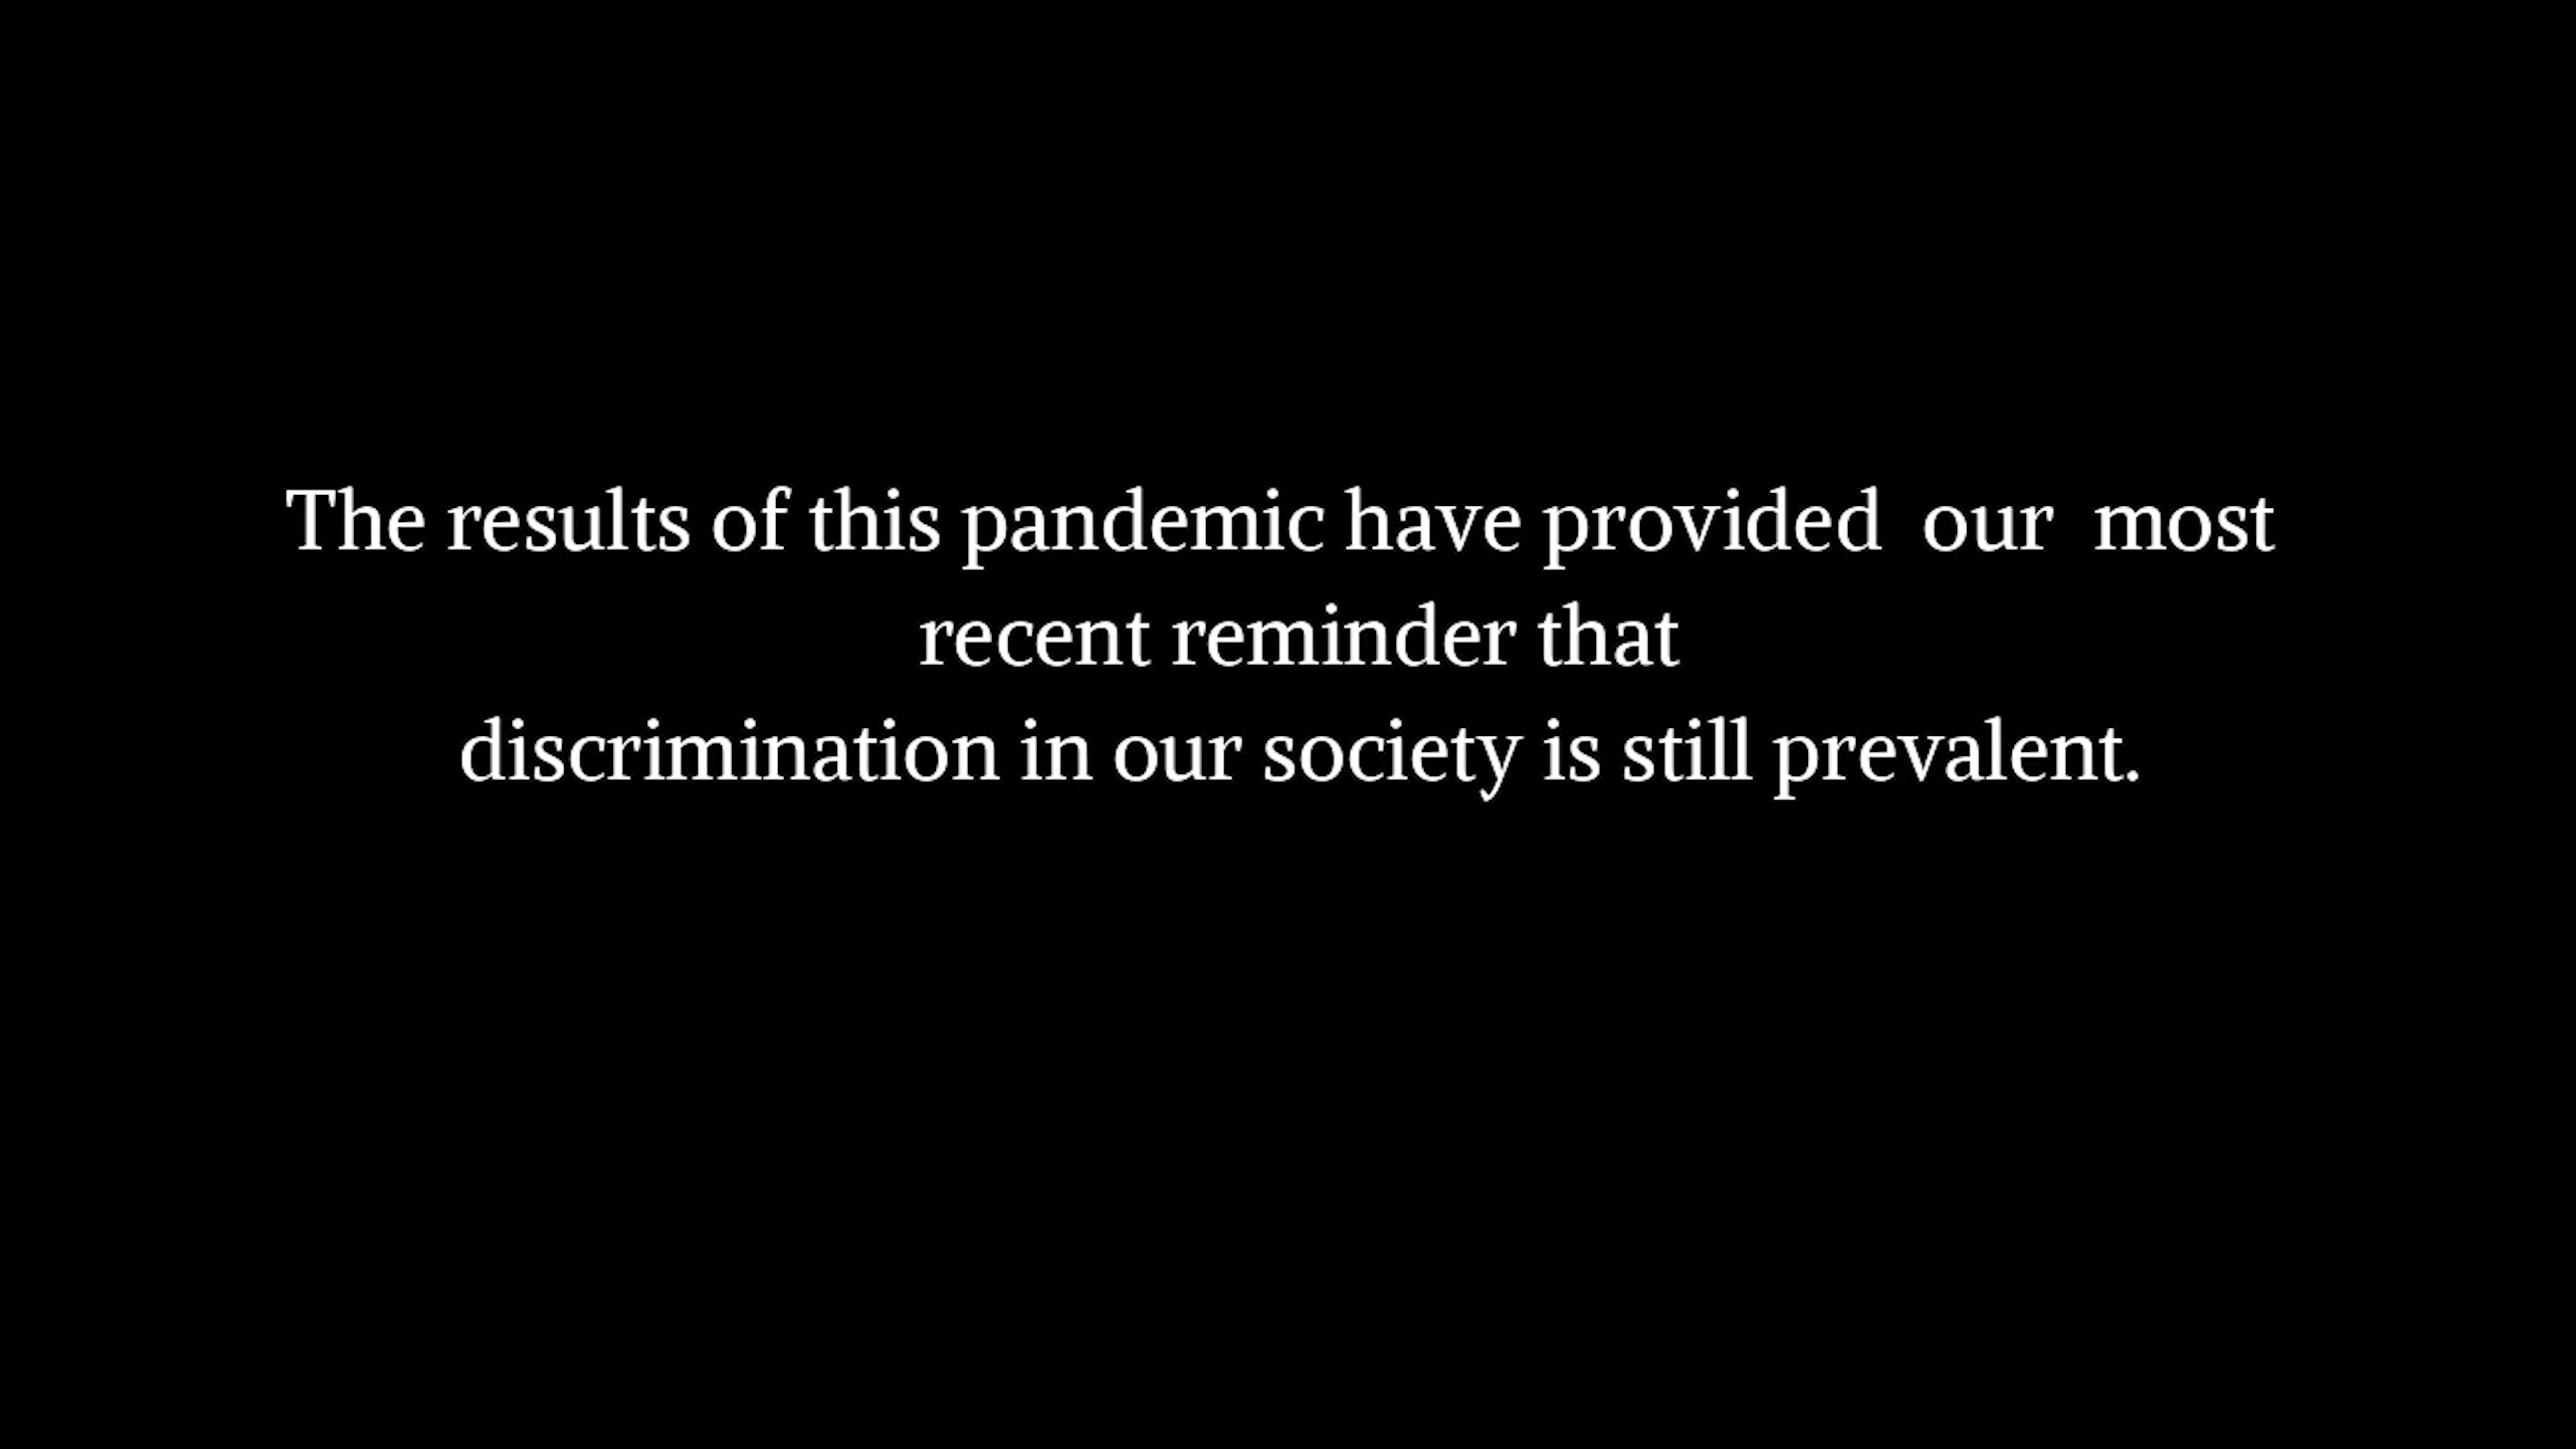 The results of this pandemic have provided  our  most
recent reminder that
discrimination in our society is still prevalent.